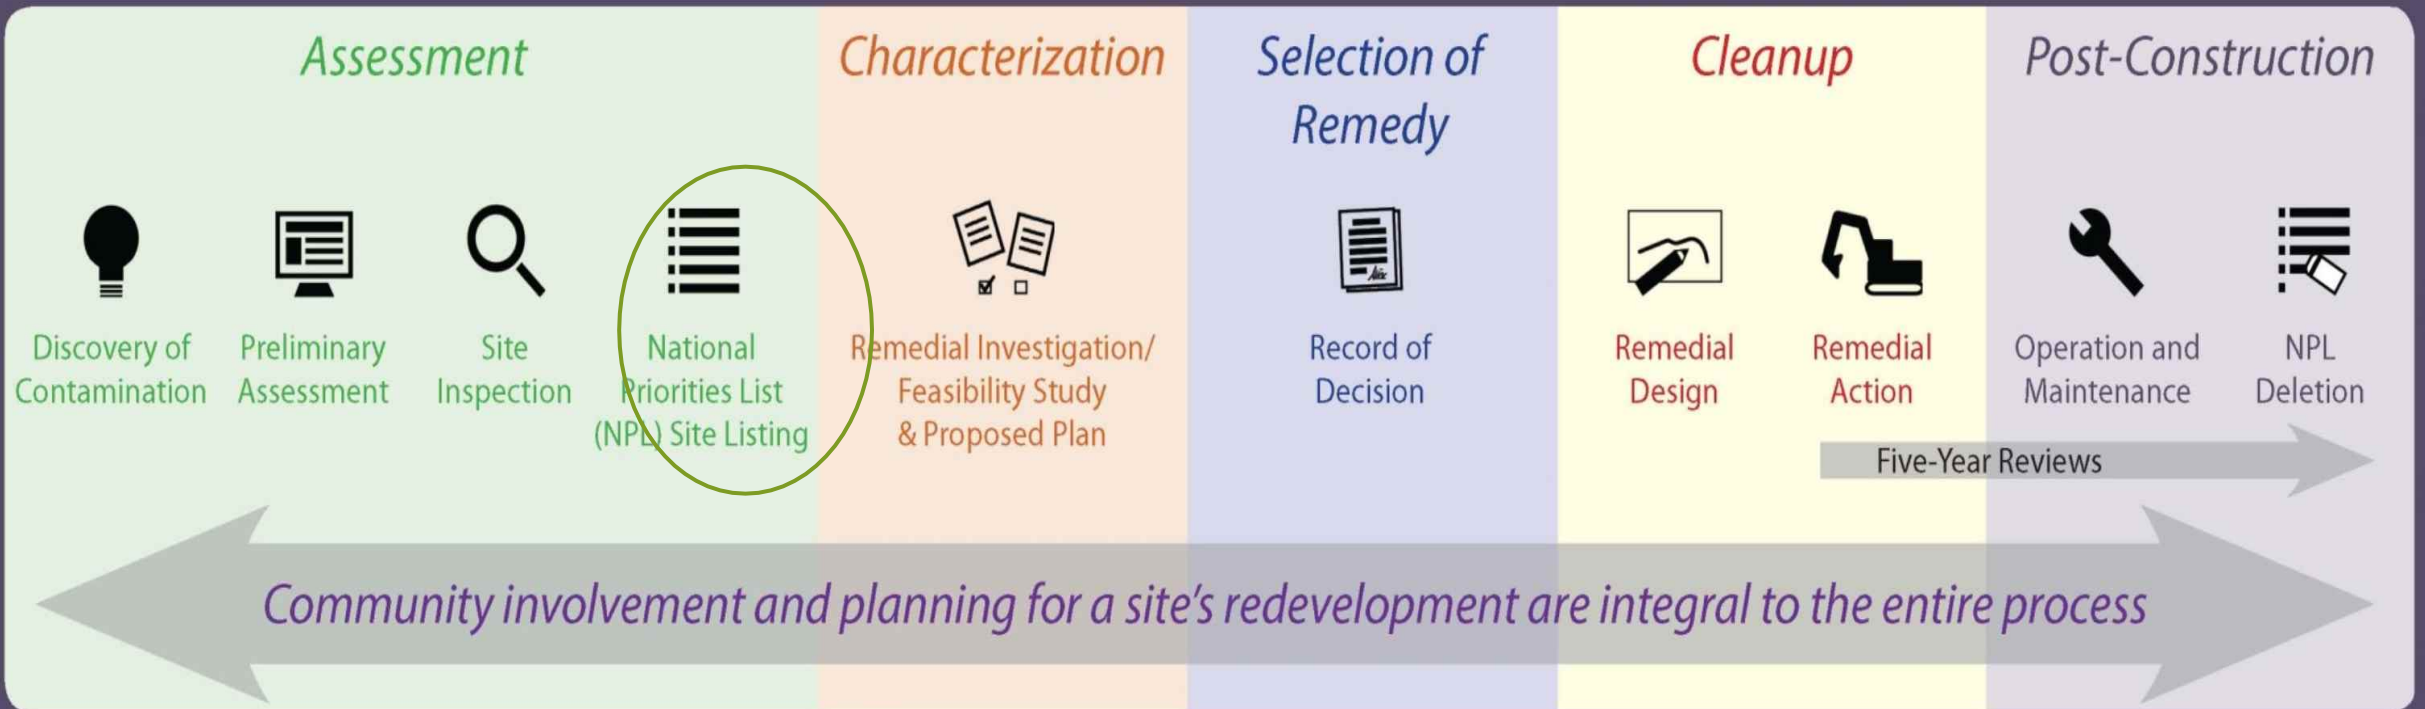 Assessment
Discovery of
Contamination
Preliminary
Assessment
Site
Inspection
National
Priorities List
(NPL) Site Listing
Characterization
Remedial Investigation/
Feasibility Study
& Proposed Plan
Selection of
Remedy
Record of
Decision
Cleanup
Remedial
Design
Remedial
Action
Post-Construction
Operation and
Maintenance
NPL
Deletion
Five-Year Reviews
Community involvement and planning for a site's redevelopment are integral to the entire process